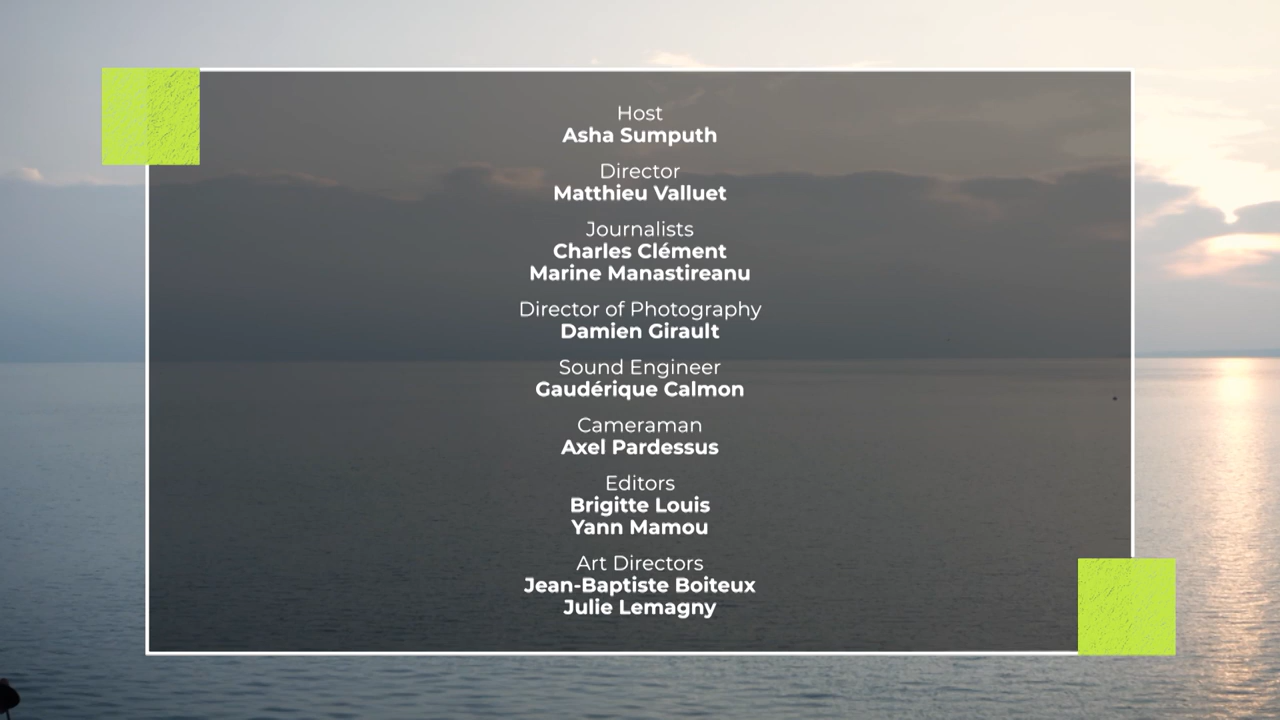 Host
Asha Sumputh
Director
Matthieu Valluet
Journalists
Charles Clément
Marine Manastireanu
Director of Photography
Damien Girault
Sound Engineer
Gaudérique Calmon
Cameraman
Axel Pardessus
Editors
Brigitte Louis
Yann Mamou
Art Directors
Jean-Baptiste Boiteux
Julie Lemagny